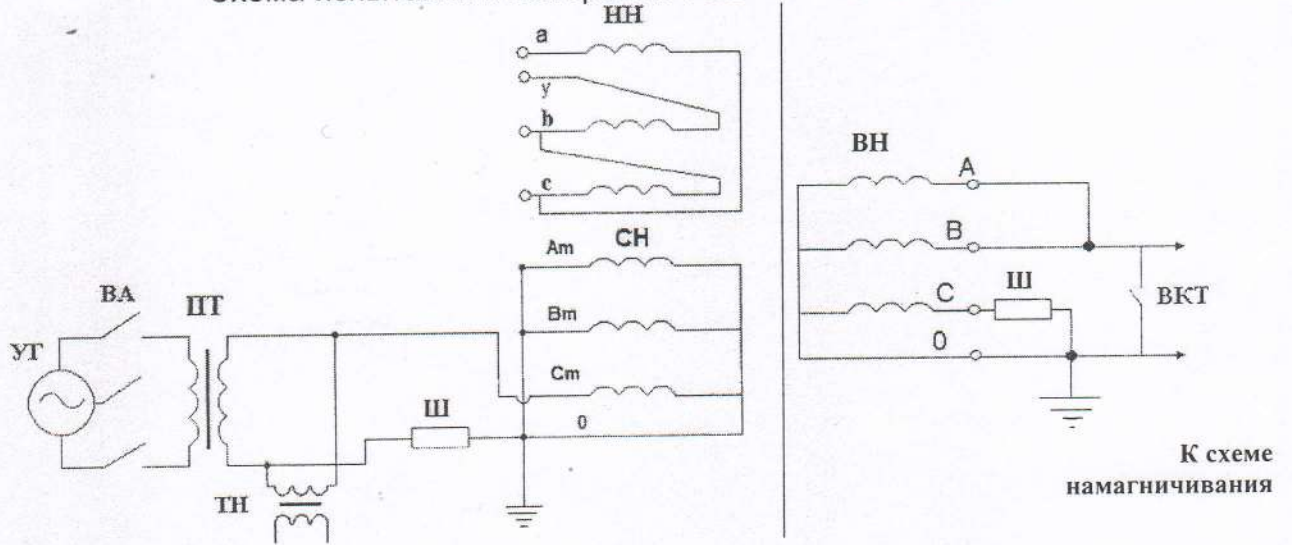 НН
a
y
b
c
СН
Am
Bm
Cm
0
ВА
ПТ
УГ
Ш
ТН
ВН
A
B
C
Ш
0
ВКТ
К схеме
намагничивания